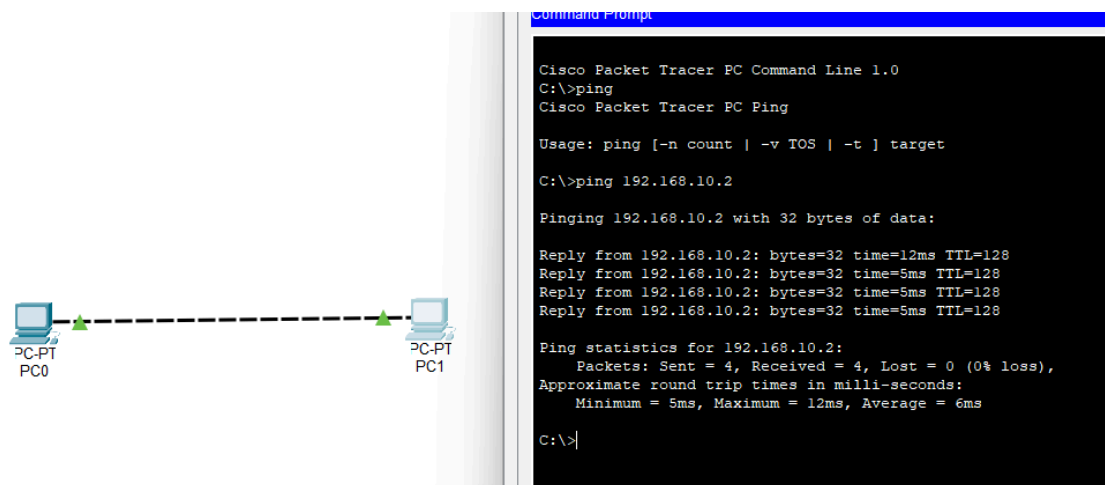 PC-PT
PC0
PC-PT
PC1
Command Prompt
Cisco Packet Tracer PC Command Line 1.0
C:\>ping
Cisco Packet Tracer PC Ping
Usage: ping [-n count | -v TOS | -t ] target
C:\>ping 192.168.10.2
Pinging 192.168.10.2 with 32 bytes of data:
Reply from 192.168.10.2: bytes=32 time=12ms TTL=128
Reply from 192.168.10.2: bytes=32 time=5ms TTL=128
Reply from 192.168.10.2: bytes=32 time=5ms TTL=128
Reply from 192.168.10.2: bytes=32 time=5ms TTL=128
Ping statistics for 192.168.10.2:
Packets: Sent = 4, Received = 4, Lost = 0 (0% loss),
Approximate round trip times in milli-seconds:
Minimum = 5ms, Maximum = 12ms, Average = 6ms
C:\>